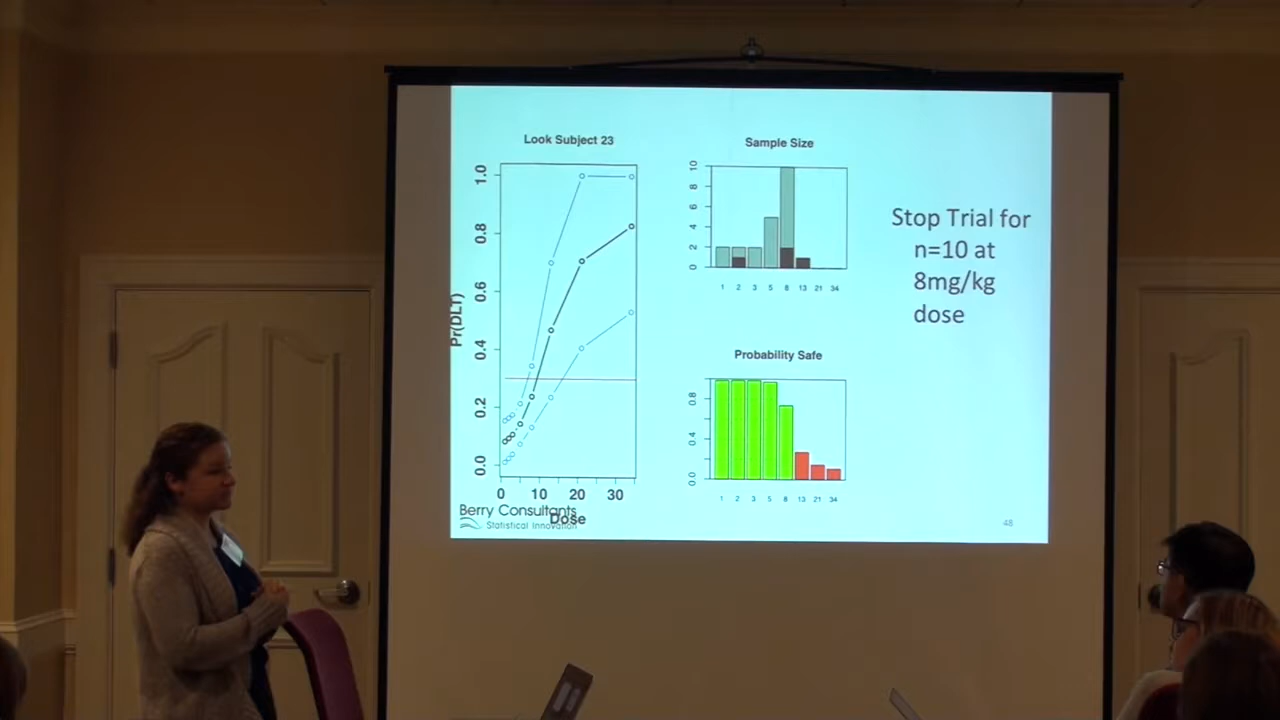 Look Subject 23
Pr(DLT)
1.0
0.8
0.6
0.4
0.2
0.0
0 10 20 30
Dose
Berry Consultants
Statistical Innovation
Sample Size
10
8
6
4
2
0
1 2 3 5 8 13 21 34
Probability Safe
0.8
0.4
0.0
1 2 3 5 8 13 21 34
Stop Trial for
n=10 at
8mg/kg
dose
48